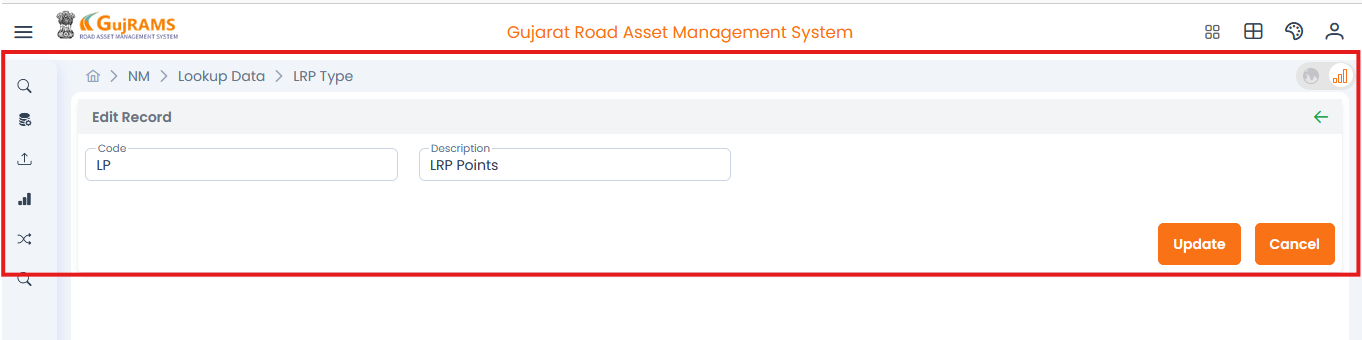 GujRAMS
ROAD ASSET MANAGEMENT SYSTEM
Gujarat Road Asset Management System
NM
Lookup Data
LRP Type
Edit Record
Code
LP
Description
LRP Points
Update
Cancel